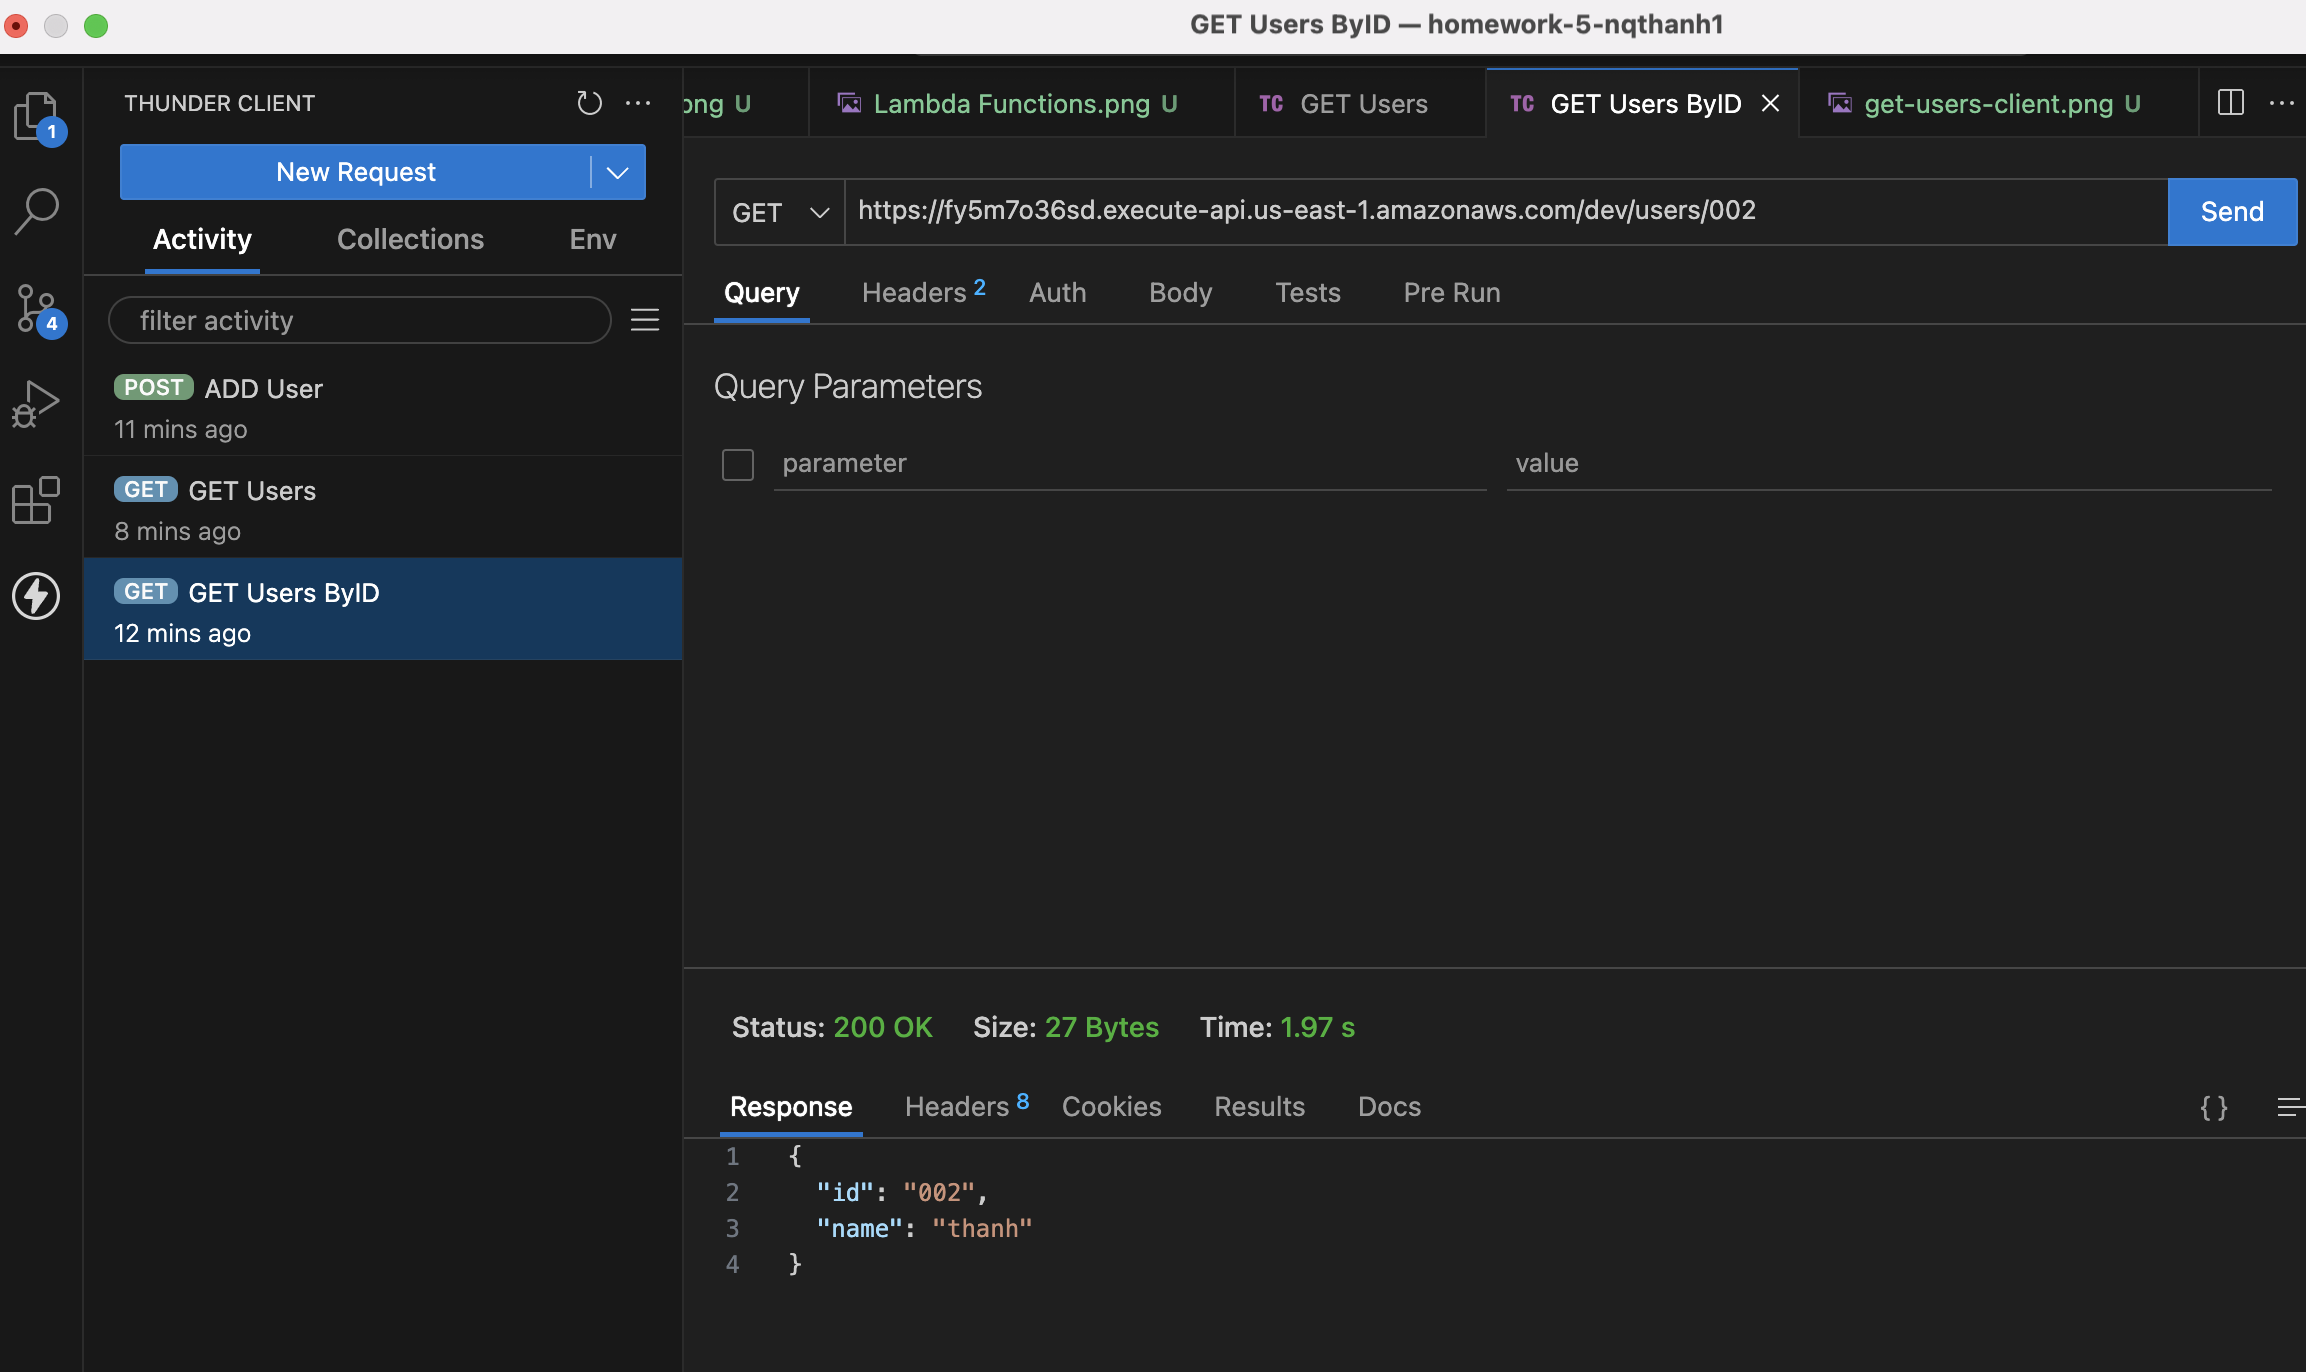 GET Users ByID — homework-5-nqthanh1
THUNDER CLIENT
New Request
Activity Collections Env
filter activity
POST ADD User
11 mins ago
GET GET Users
8 mins ago
GET GET Users ByID
12 mins ago
1
4
png U
Lambda Functions.png U
TC GET Users
TC GET Users ByID
get-users-client.png U
GET https://fy5m7o36sd.execute-api.us-east-1.amazonaws.com/dev/users/002 Send
Query Headers 2 Auth Body Tests Pre Run
Query Parameters
parameter value
Status: 200 OK Size: 27 Bytes Time: 1.97 s
Response Headers 8 Cookies Results Docs {}
1 {
2 "id": "002",
3 "name": "thanh"
4 }